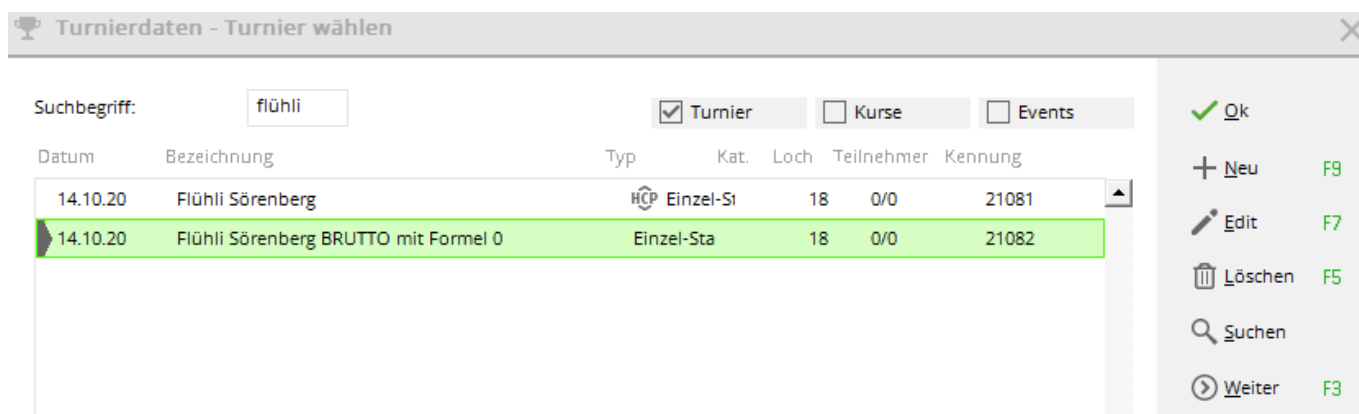 Turnierdaten - Turnier wählen
Suchbegriff: flühli Turnier Kurse Events
Datum Bezeichnung Typ Kat. Loch Teilnehmer Kennung
14.10.20 Flühli Sörenberg HCP Einzel-St 18 0/0 21081
14.10.20 Flühli Sörenberg BRUTTO mit Formel 0 Einzel-Sta 18 0/0 21082
Ok
Neu F9
Edit F7
Löschen F5
Suchen
Weiter F3